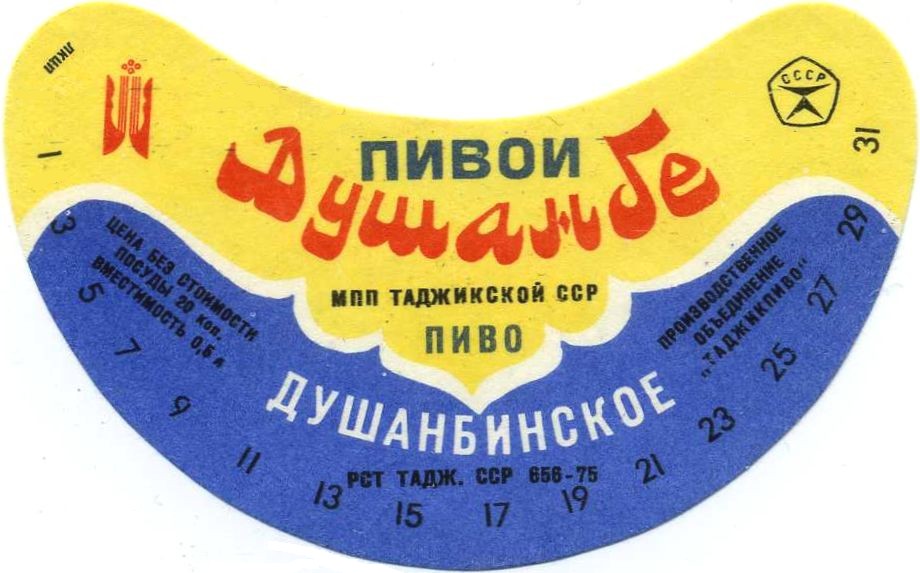 ЛКЦП
СССР
ПИВОИ
Душанбе
МПП ТАДЖИКСКОЙ ССР
ПИВО
ДУШАНБИНСКОЕ
РСТ ТАДЖ. ССР 656-75
ЦЕНА БЕЗ СТОИМОСТИ
ПОСУДЫ 20 коп.
ВМЕСТИМОСТЬ 0,5 л
ПРОИЗВОДСТВЕННОЕ
ОБЪЕДИНЕНИЕ
„ТАДЖИКПИВО"
1 3 5 7 9 11 13 15 17 19 21 23 25 27 29 31